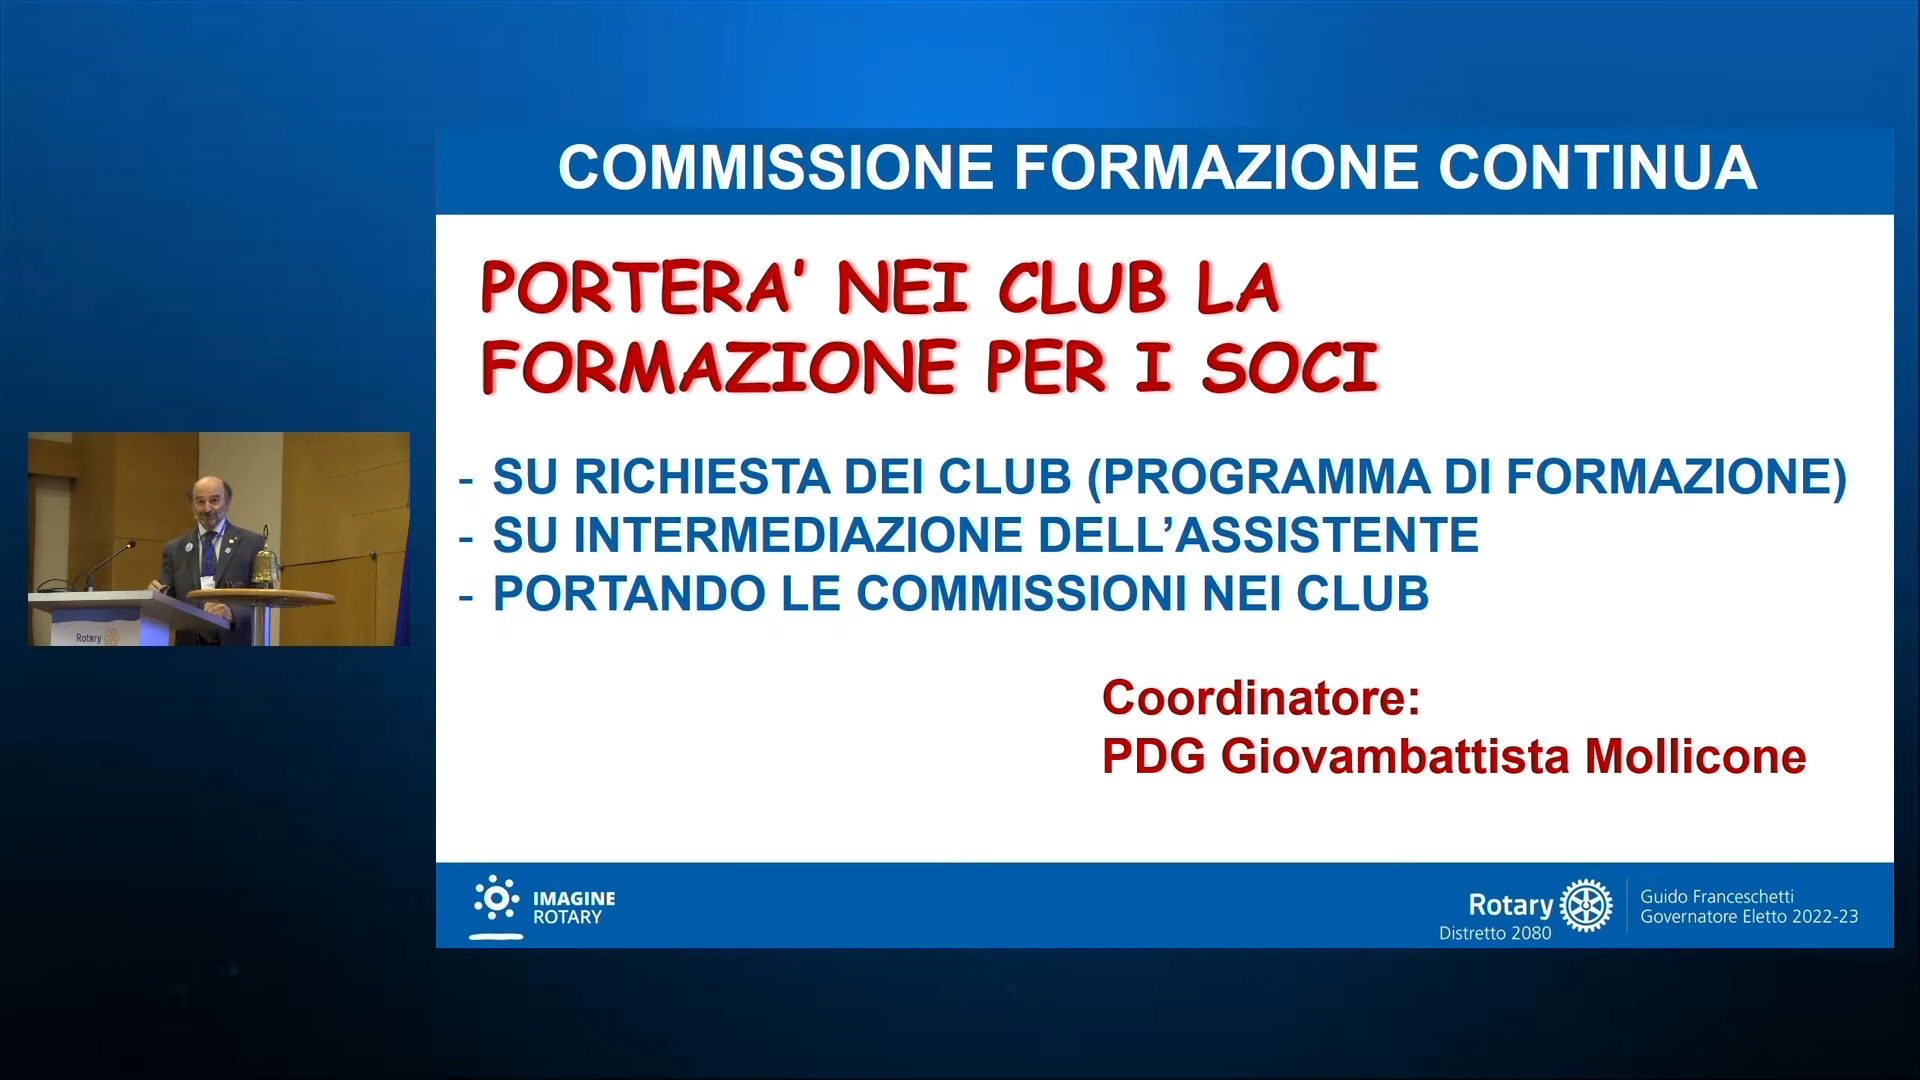 COMMISSIONE FORMAZIONE CONTINUA
PORTERA’ NEI CLUB LA
FORMAZIONE PER I SOCI
- SU RICHIESTA DEI CLUB (PROGRAMMA DI FORMAZIONE)
- SU INTERMEDIAZIONE DELL’ASSISTENTE
- PORTANDO LE COMMISSIONI NEI CLUB
Coordinatore:
PDG Giovambattista Mollicone
Rotary
IMAGINE
ROTARY
Rotary
Distretto 2080
Guido Franceschetti
Governatore Eletto 2022-23